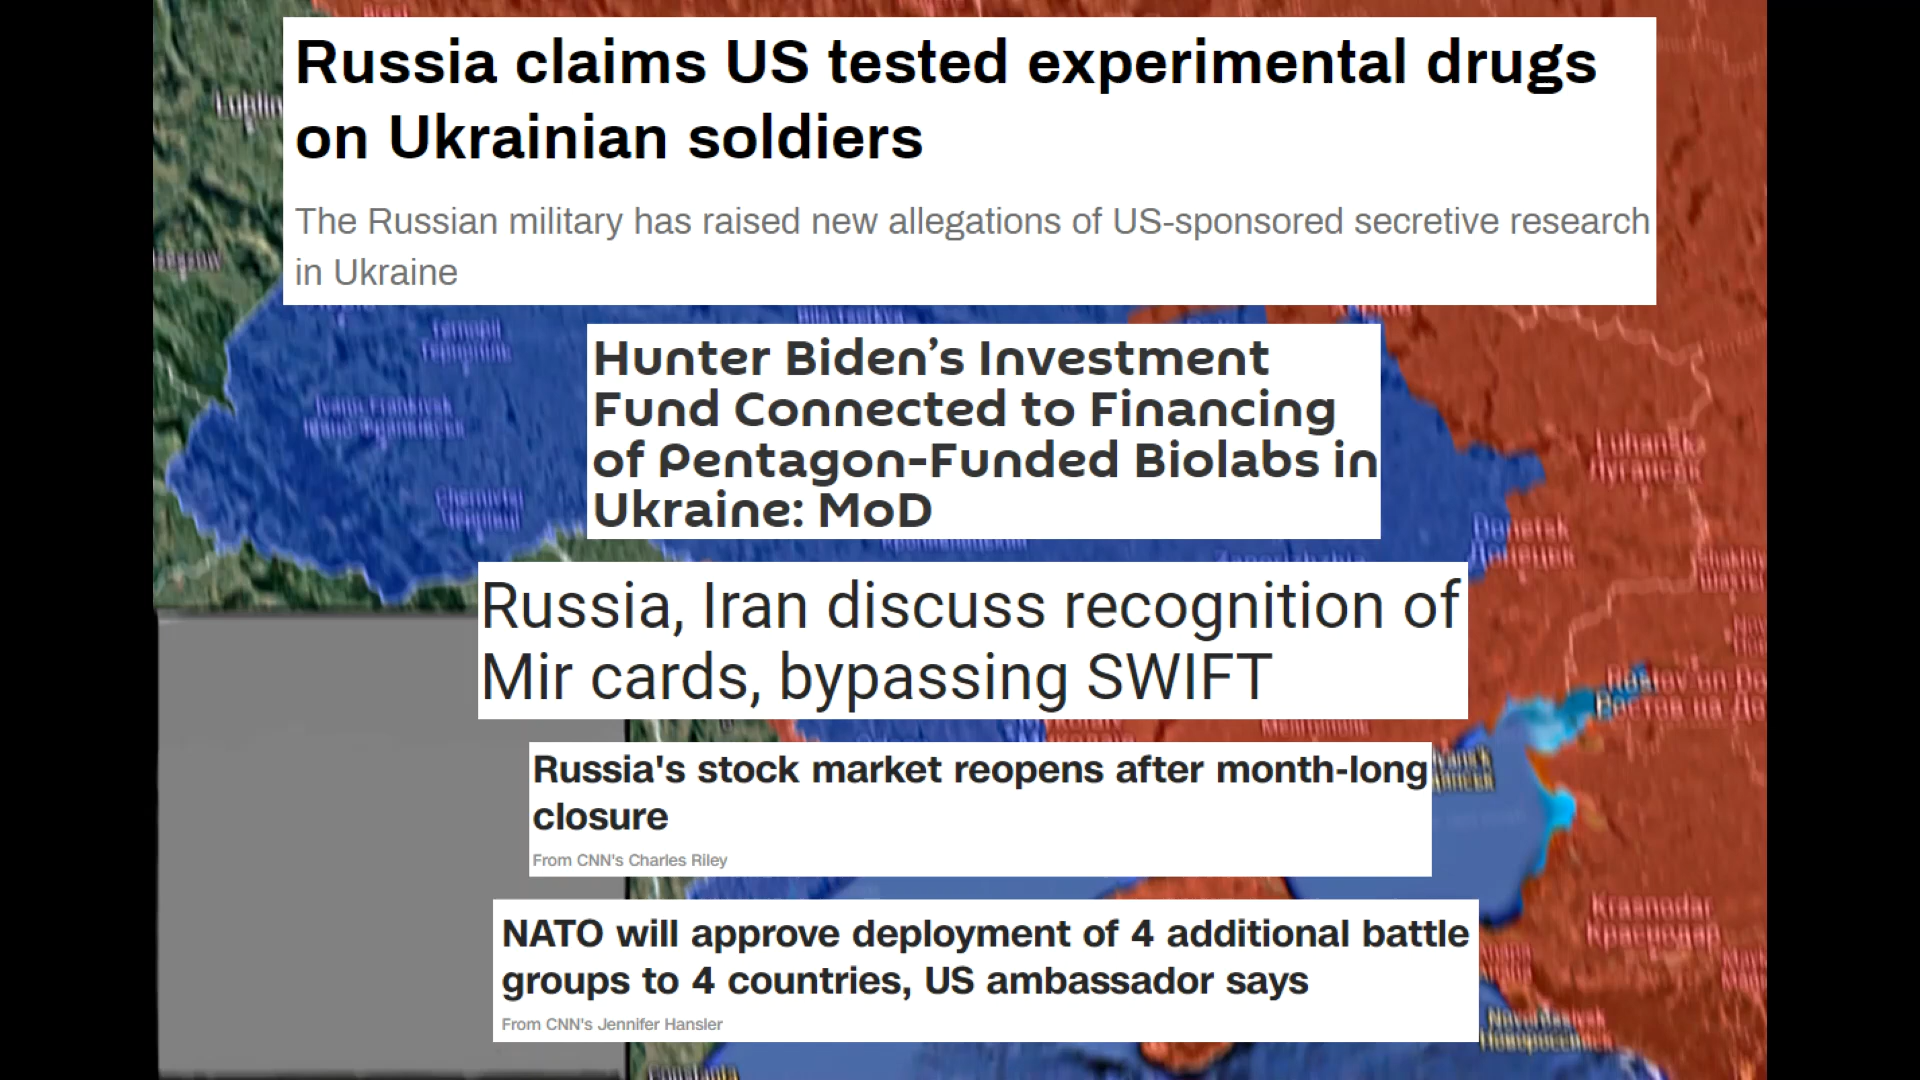 Russia claims US tested experimental drugs
on Ukrainian soldiers
The Russian military has raised new allegations of US-sponsored secretive research
in Ukraine
Hunter Biden’s Investment
Fund Connected to Financing
of Pentagon-Funded Biolabs in
Ukraine: MoD
Russia, Iran discuss recognition of
Mir cards, bypassing SWIFT
Russia's stock market reopens after month-long
closure
From CNN's Charles Riley
NATO will approve deployment of 4 additional battle
groups to 4 countries, US ambassador says
From CNN's Jennifer Hansler